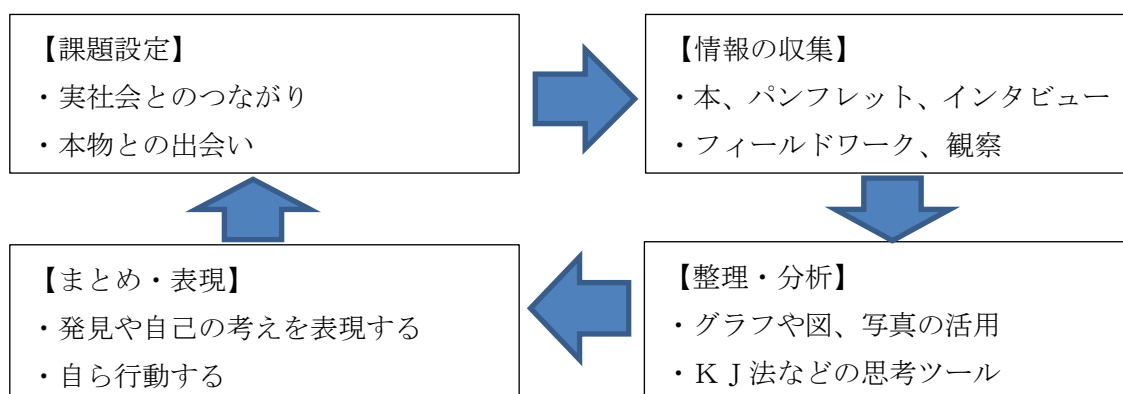 【課題設定】
・実社会とのつながり
・本物との出会い
【情報の収集】
・本、パンフレット、インタビュー
・フィールドワーク、観察
【まとめ・表現】
・発見や自己の考えを表現する
・自ら行動する
【整理・分析】
・グラフや図、写真の活用
・ＫＪ法などの思考ツール